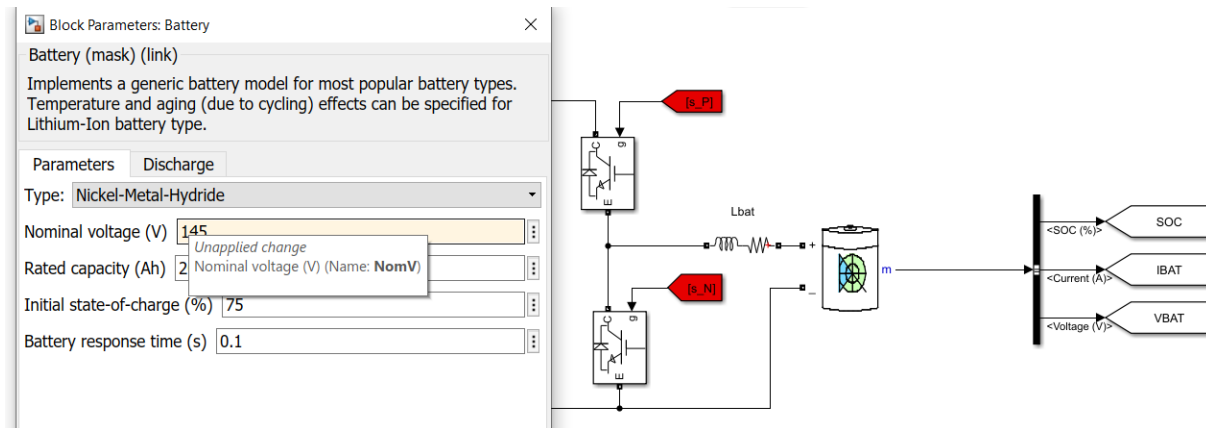 Block Parameters: Battery
Battery (mask) (link)
Implements a generic battery model for most popular battery types.
Temperature and aging (due to cycling) effects can be specified for
Lithium-Ion battery type.
Parameters Discharge
Type: Nickel-Metal-Hydride
Nominal voltage (V) 145
Unapplied change
Nominal voltage (V) (Name: NomV)
Rated capacity (Ah) 2
Initial state-of-charge (%) 75
Battery response time (s) 0.1
[s_P]
C
g
E
Lbat
+
_
m
[s_N]
C
g
E
<SOC (%)>
SOC
<Current (A)>
IBAT
<Voltage (V)>
VBAT